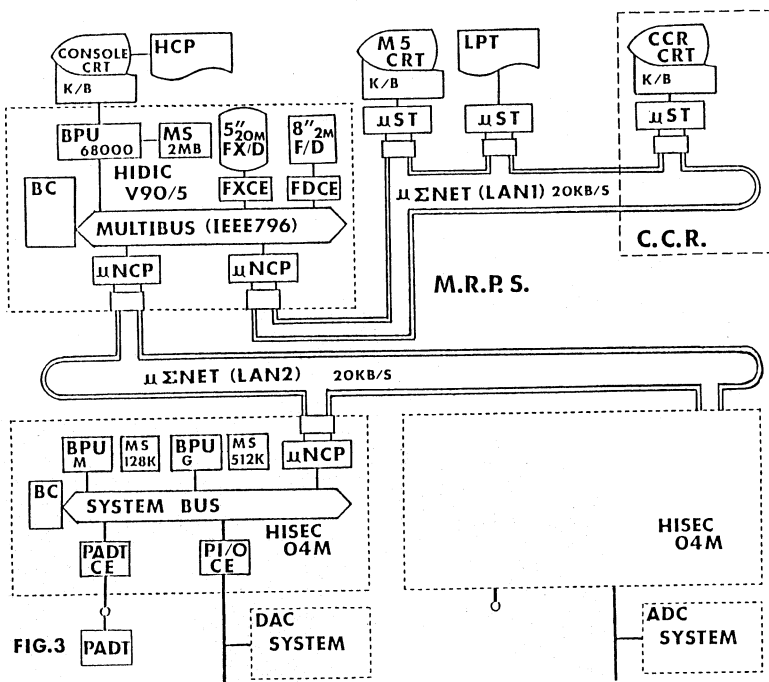 CONSOLE
CRT
K/B
HCP
M5
CRT
K/B
LPT
CCR
CRT
K/B
BPU
68000
MS
2MB
5"
20M
FX/D
8"
2M
F/D
μST
μST
μST
HIDIC
V90/5
FXCE
FDCE
BC
MULTIBUS (IEEE796)
μΣNET (LAN1) 20KB/S
C.C.R.
μNCP
μNCP
M.R.P.S.
μΣNET (LAN2) 20KB/S
BPU
M
MS
128K
BPU
G
MS
512K
μNCP
BC
SYSTEM BUS
HISEC
04M
HISEC
04M
PADT
CE
PI/O
CE
FIG.3
PADT
DAC
SYSTEM
ADC
SYSTEM